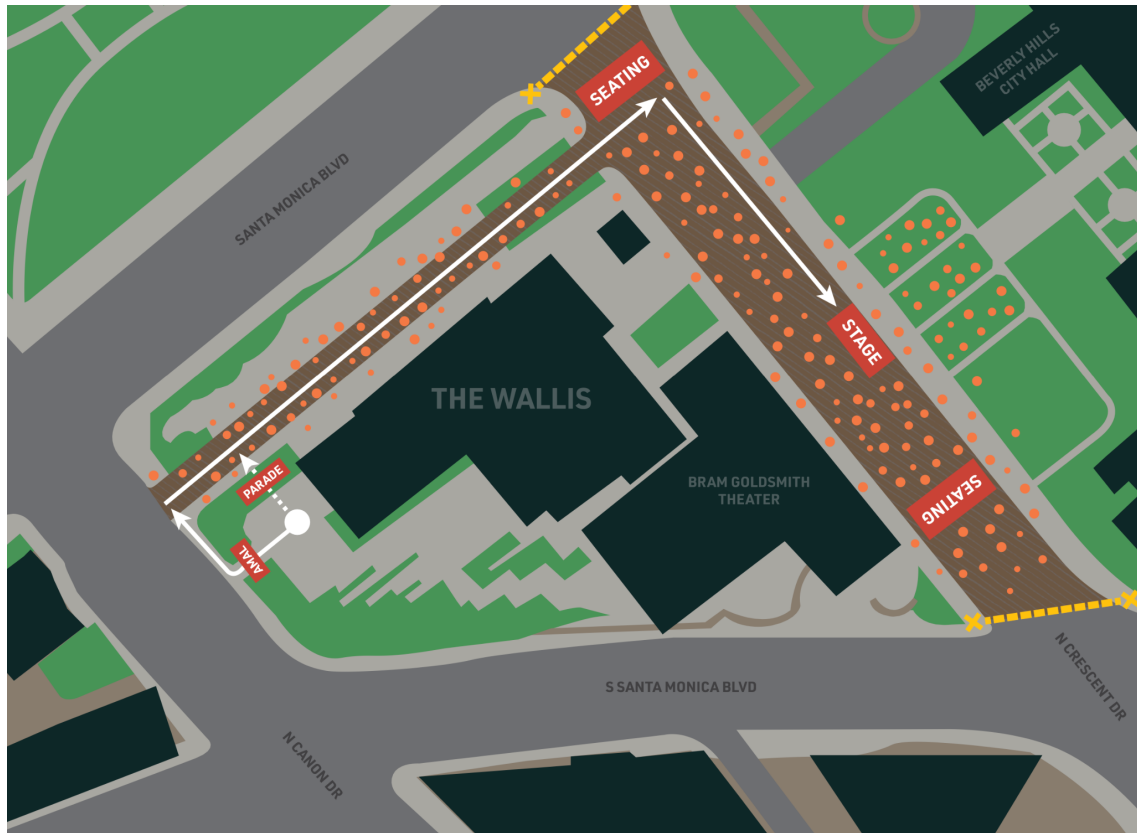 SEATING
BEVERLY HILLS
CITY HALL
SANTA MONICA BLVD
STAGE
THE WALLIS
PARADE
BRAM GOLDSMITH
THEATER
SEATING
AMAL
N CRESCENT DR
S SANTA MONICA BLVD
N CANON DR